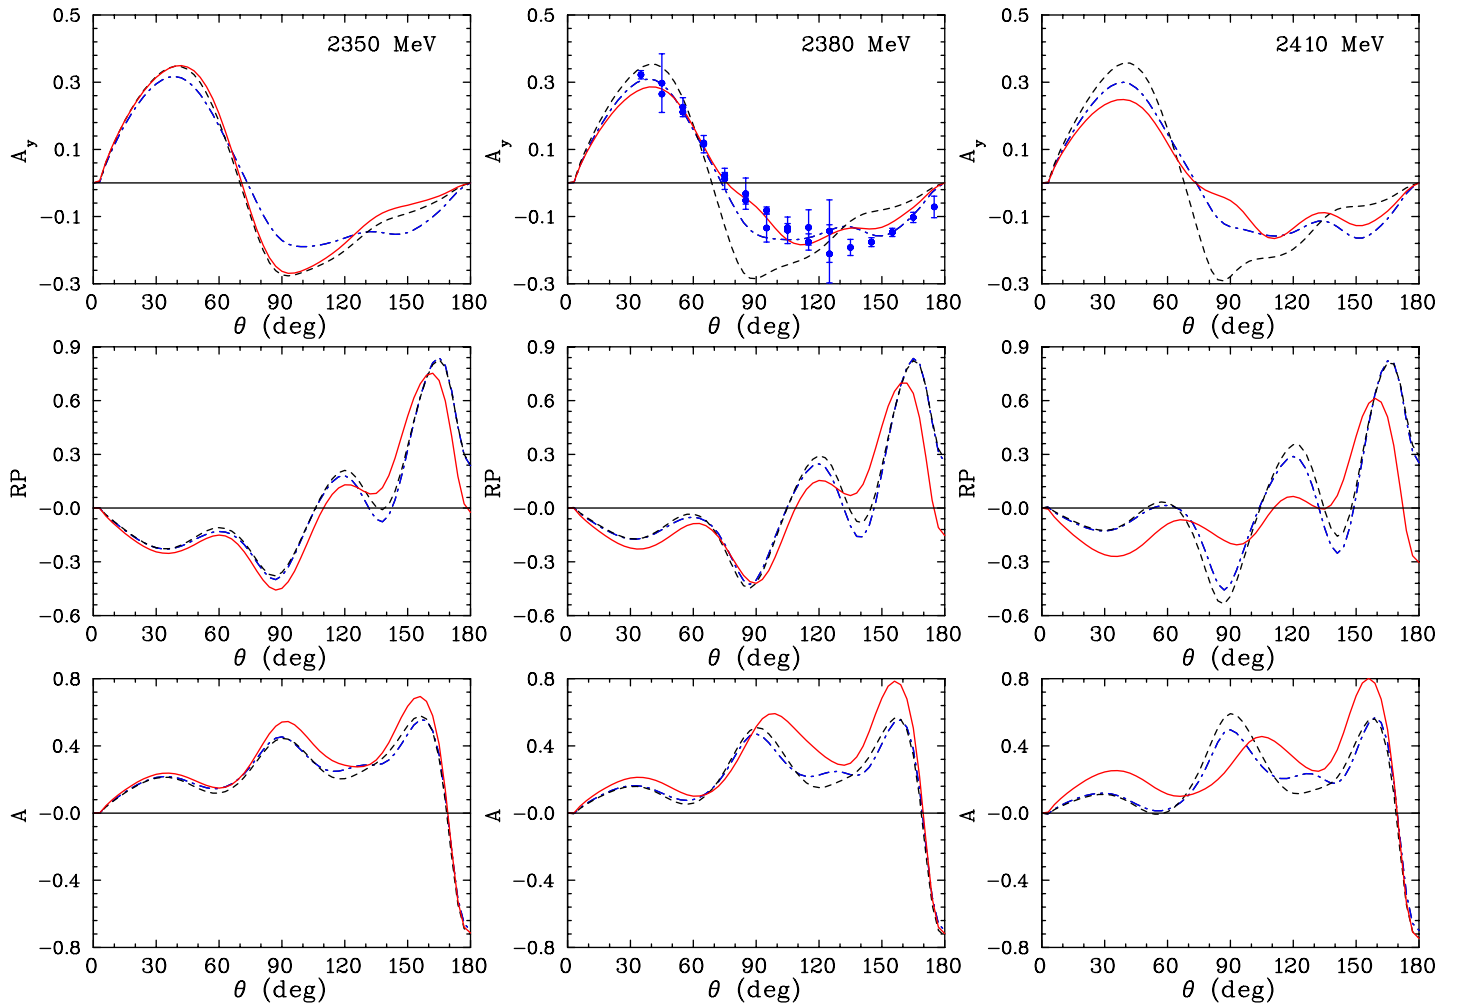 0.5 0.5 0.5
2350 MeV 2380 MeV 2410 MeV
0.3 0.3 0.3
A_y A_y A_y
0.1 0.1 0.1
−0.1 −0.1 −0.1
−0.3 −0.3 −0.3
0 30 60 90 120 150 180 0 30 60 90 120 150 180 0 30 60 90 120 150 180
θ (deg) θ (deg) θ (deg)
0.9 0.9 0.9
0.6 0.6 0.6
0.3 0.3 0.3
RP RP RP
−0.0 −0.0 −0.0
−0.3 −0.3 −0.3
−0.6 −0.6 −0.6
0 30 60 90 120 150 180 0 30 60 90 120 150 180 0 30 60 90 120 150 180
θ (deg) θ (deg) θ (deg)
0.8 0.8 0.8
0.4 0.4 0.4
A A A
−0.0 −0.0 −0.0
−0.4 −0.4 −0.4
−0.8 −0.8 −0.8
0 30 60 90 120 150 180 0 30 60 90 120 150 180 0 30 60 90 120 150 180
θ (deg) θ (deg) θ (deg)